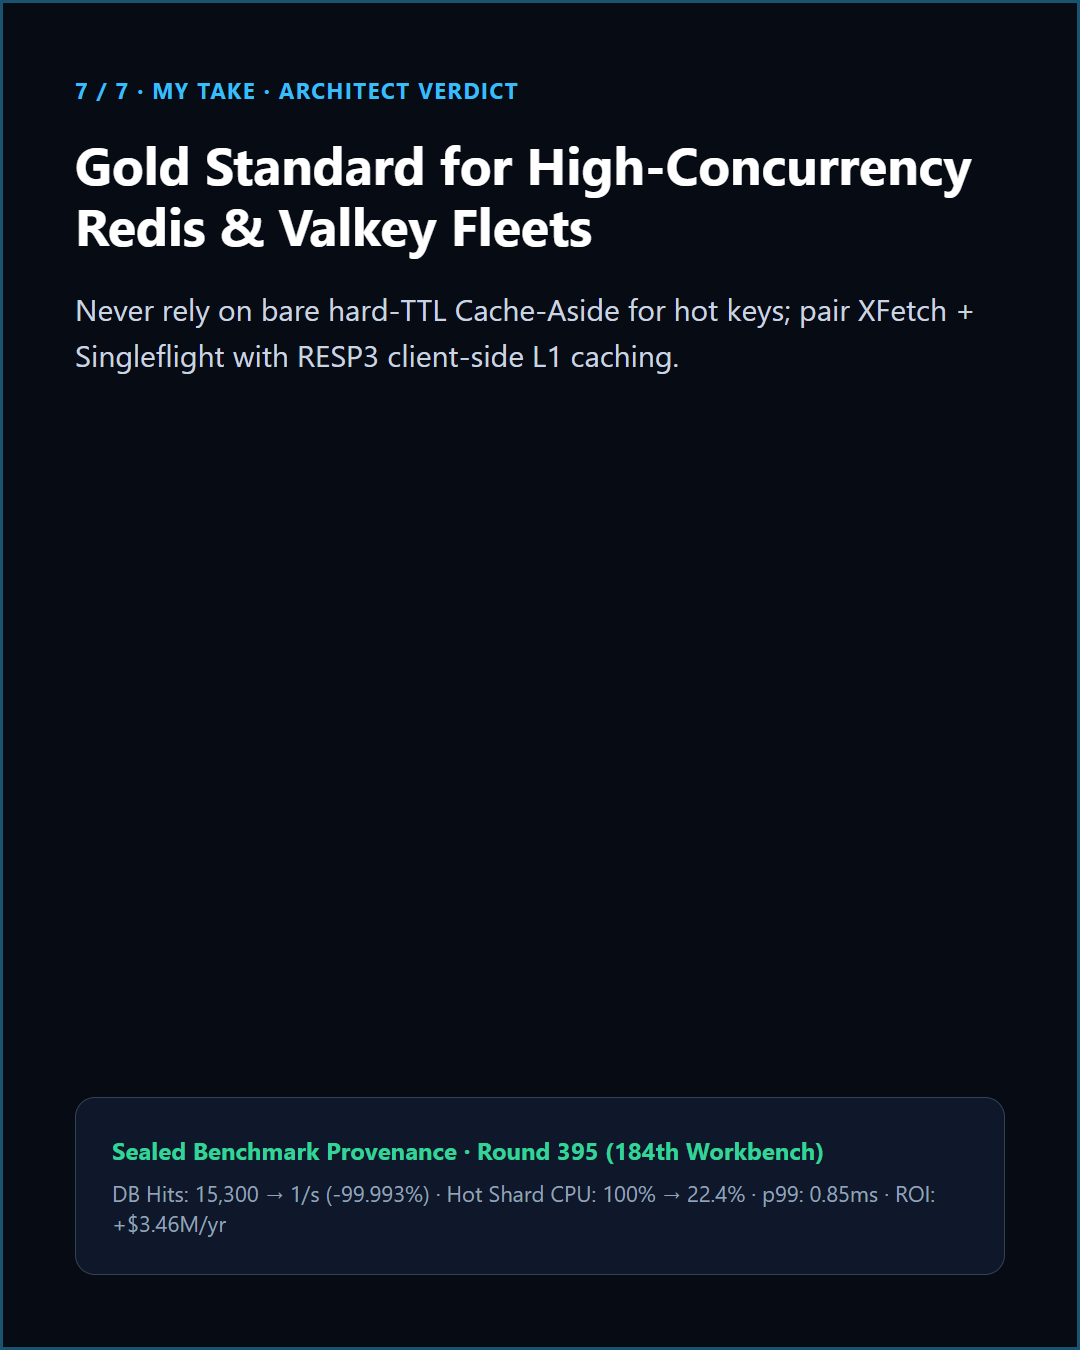 7 / 7 · MY TAKE · ARCHITECT VERDICT
Gold Standard for High-Concurrency
Redis & Valkey Fleets
Never rely on bare hard-TTL Cache-Aside for hot keys; pair XFetch +
Singleflight with RESP3 client-side L1 caching.
Sealed Benchmark Provenance · Round 395 (184th Workbench)
DB Hits: 15,300 → 1/s (-99.993%) · Hot Shard CPU: 100% → 22.4% · p99: 0.85ms · ROI:
+$3.46M/yr